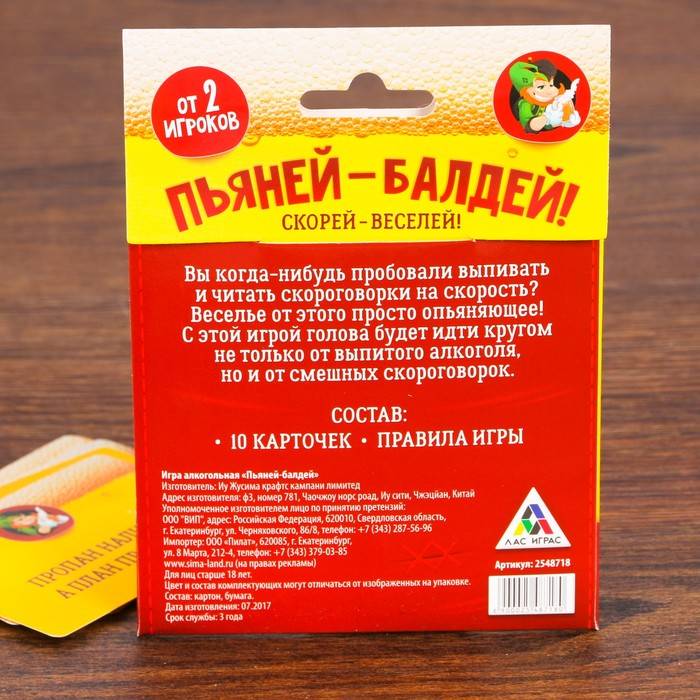 ОТ 2
ИГРОКОВ
ПЬЯНЕЙ–БАЛДЕЙ!
СКОРЕЙ–ВЕСЕЛЕЙ!
Вы когда-нибудь пробовали выпивать
и читать скороговорки на скорость?
Веселье от этого просто опьяняющее!
С этой игрой голова будет идти кругом
не только от выпитого алкоголя,
но и от смешных скороговорок.
СОСТАВ:
• 10 КАРТОЧЕК • ПРАВИЛА ИГРЫ
Игра алкогольная «Пьяней-балдей»
Изготовитель: Иу Жусима крафтс кампани лимитед
Адрес изготовителя: ф3, номер 781, Чаочжоу норс роад, Иу сити, Чжэцйан, Китай
Уполномоченное изготовителем лицо по принятию претензий:
ООО "ВИП", адрес: Российская Федерация, 620010, Свердловская область,
г. Екатеринбург, ул. Черняховского, 86/8, телефон: +7 (343) 287-56-96
Импортер: ООО «Пилат», 620085, г. Екатеринбург,
ул. 8 Марта, 212-4, телефон: +7 (343) 379-03-85
www.sima-land.ru (на правах рекламы)
Для лиц старше 18 лет.
Цвет и состав комплектующих могут отличаться от изображенных на упаковке.
Состав: картон, бумага.
Дата изготовления: 07.2017
Срок службы: 3 года
ЛАС ИГРАС
Артикул: 2548718
ПРОПАН
А ПЛАН